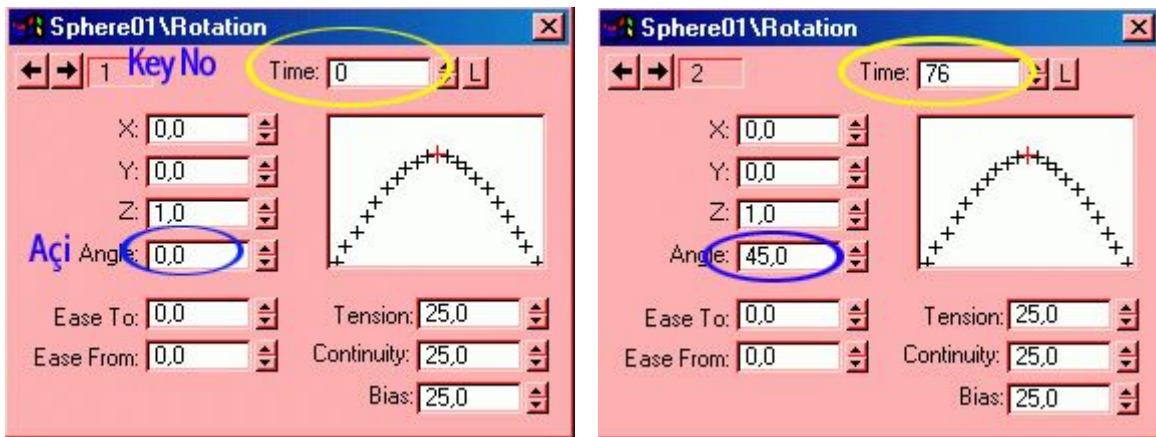 Sphere01\Rotation
1 Key No Time: 0 L
X: 0,0
Y: 0,0
Z: 1,0
Açi Angle: 0,0
Ease To: 0,0 Tension: 25,0
Ease From: 0,0 Continuity: 25,0
Bias: 25,0
Sphere01\Rotation
2 Time: 76 L
X: 0,0
Y: 0,0
Z: 1,0
Angle: 45,0
Ease To: 0,0 Tension: 25,0
Ease From: 0,0 Continuity: 25,0
Bias: 25,0